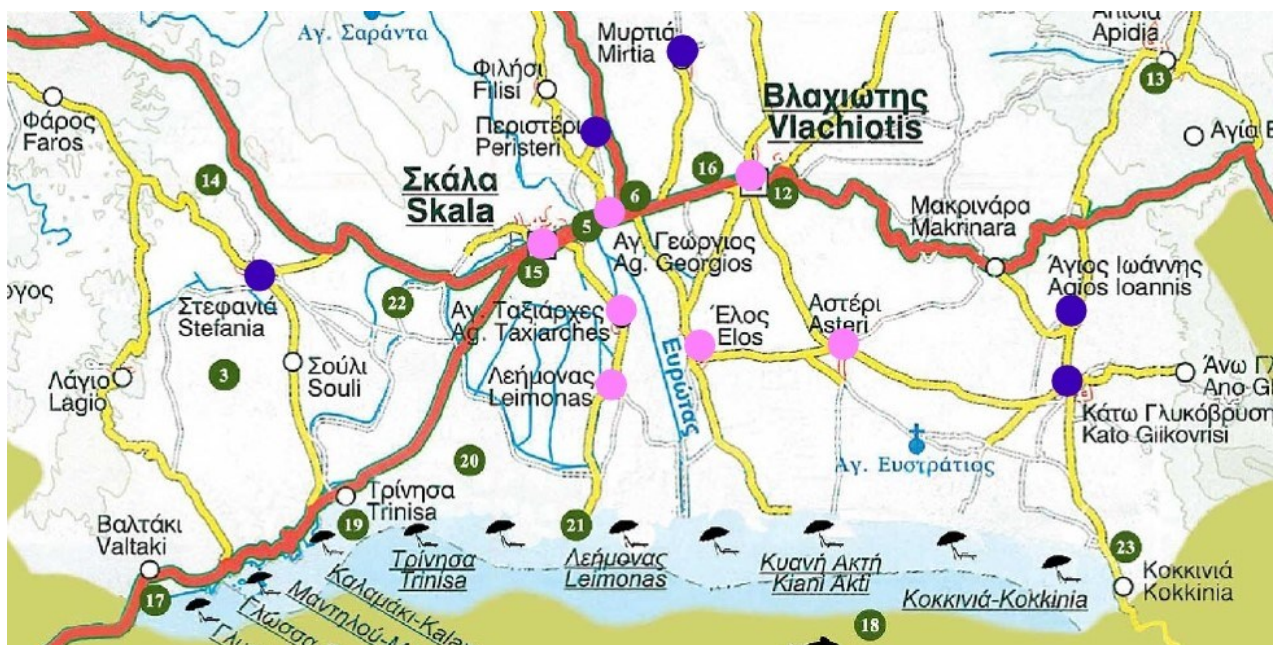 Αγ. Σαράντα
Μυρτιά
Mirtia
Apidia
13
Φιλήσι
Filisi
Φάρος
Faros
Περιστέρι
Peristeri
Βλαχιώτης
Vlachiotis
Αγία
14
Σκάλα
Skala
16
12
6
5
15
Μακρινάρα
Makrinara
Αγ. Γεώργιος
Ag. Georgios
Άγιος Ιωάννης
Agios Ioannis
Στεφανιά
Stefania
22
Αγ. Ταξιάρχες
Ag. Taxiarches
Έλος
Elos
Αστέρι
Asteri
Ευρώτας
3
Σούλι
Souli
Λάγιο
Lagio
Λεήμονας
Leimonas
Άνω
Ano
Κάτω Γλυκόβρυση
Kato Glikovrisi
Αγ. Ευστράτιος
20
Τρίνησα
Trinisa
Βαλτάκι
Valtaki
19
21
23
Τρίνησα
Trinisa
Λεήμονας
Leimonas
Κυανή Ακτή
Kiani Akti
Κοκκινιά-Kokkinia
Κοκκινιά
Kokkinia
17
Γλώσσα
Μαντηλού-
Καλαμάκι-
18